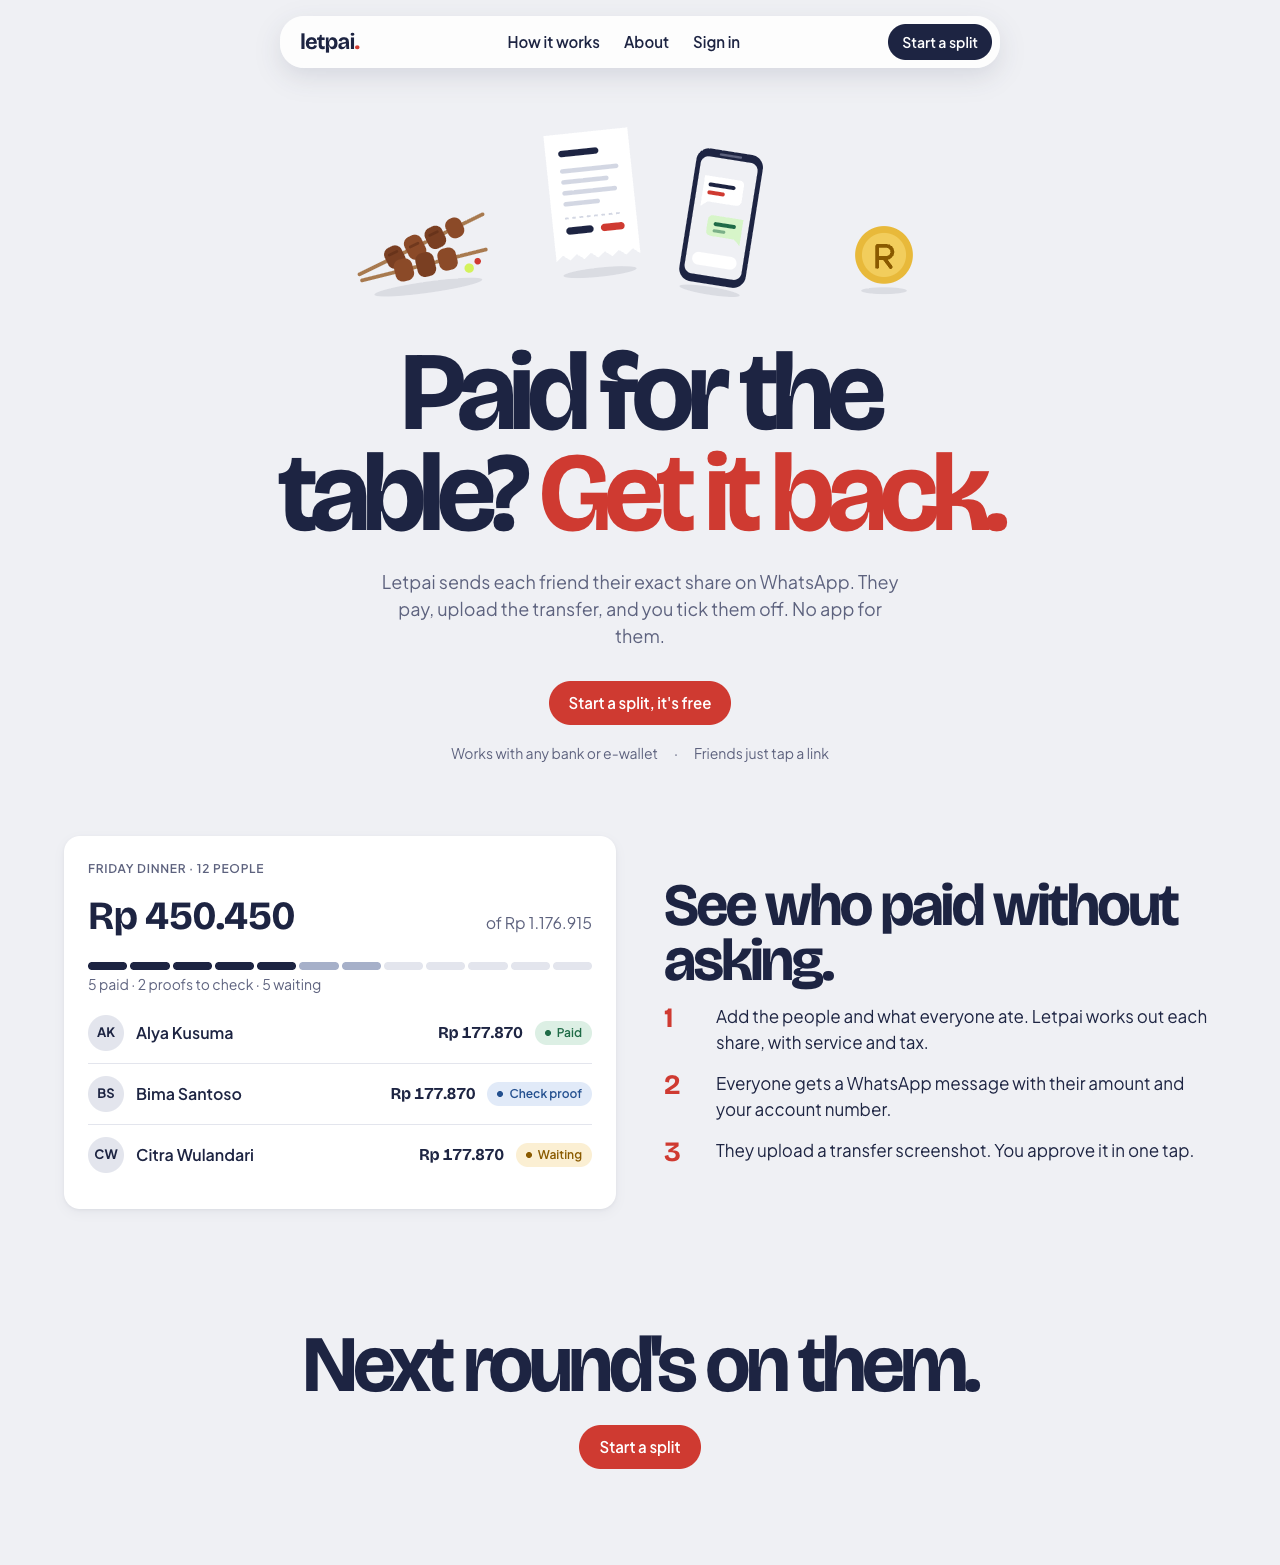 letpai.
How it works
About
Sign in
Start a split
R
Paid for the
table? Get it back.
Letpai sends each friend their exact share on WhatsApp. They
pay, upload the transfer, and you tick them off. No app for
them.
Start a split, it's free
Works with any bank or e-wallet · Friends just tap a link
FRIDAY DINNER · 12 PEOPLE
Rp 450.450
of Rp 1.176.915
5 paid · 2 proofs to check · 5 waiting
AK Alya Kusuma Rp 177.870 Paid
BS Bima Santoso Rp 177.870 Check proof
CW Citra Wulandari Rp 177.870 Waiting
See who paid without
asking.
1 Add the people and what everyone ate. Letpai works out each
share, with service and tax.
2 Everyone gets a WhatsApp message with their amount and
your account number.
3 They upload a transfer screenshot. You approve it in one tap.
Next round's on them.
Start a split